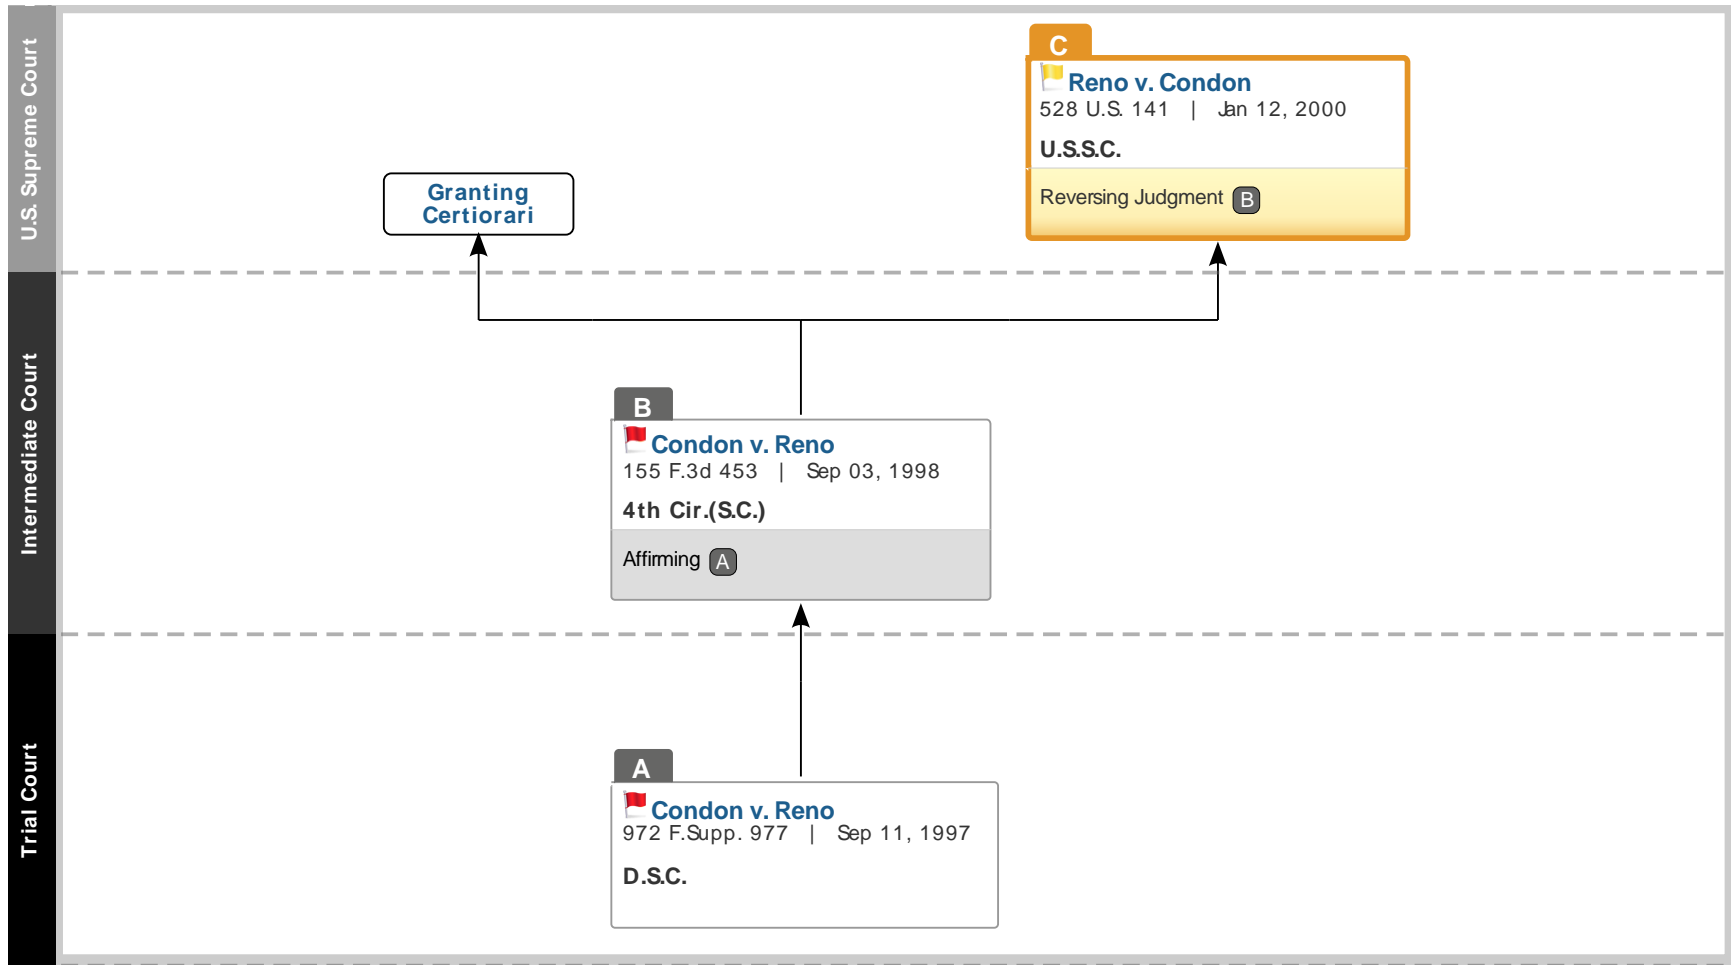 U.S. Supreme Court
C
Reno v. Condon
528 U.S. 141 | Jan 12, 2000
U.S.S.C.
Reversing Judgment B
Granting
Certiorari
Intermediate Court
B
Condon v. Reno
155 F.3d 453 | Sep 03, 1998
4th Cir.(S.C.)
Affirming A
Trial Court
A
Condon v. Reno
972 F.Supp. 977 | Sep 11, 1997
D.S.C.